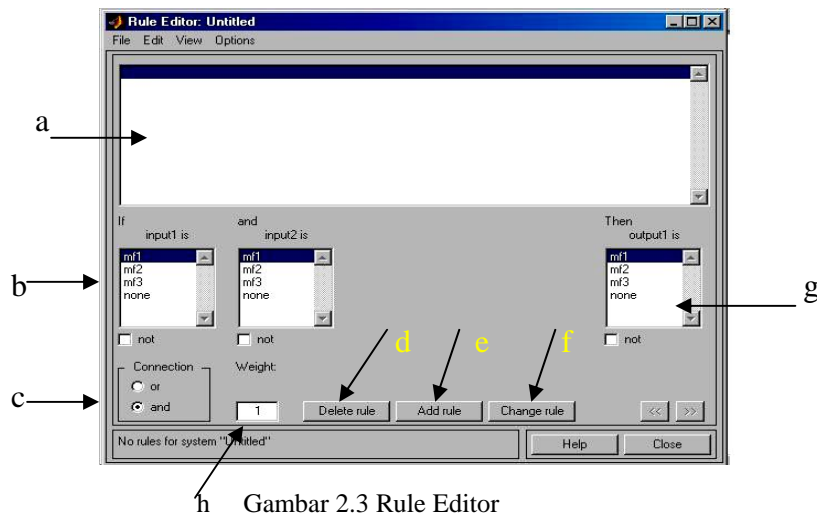 Rule Editor: Untitled
File Edit View Options
a
If and Then
input1 is input2 is output1 is
mf1 mf1 mf1
mf2 mf2 mf2
mf3 mf3 mf3
none none none
b g
not not not
d e f
Connection Weight:
or
c and 1 Delete rule Add rule Change rule << >>
No rules for system "Untitled" Help Close
h Gambar 2.3 Rule Editor